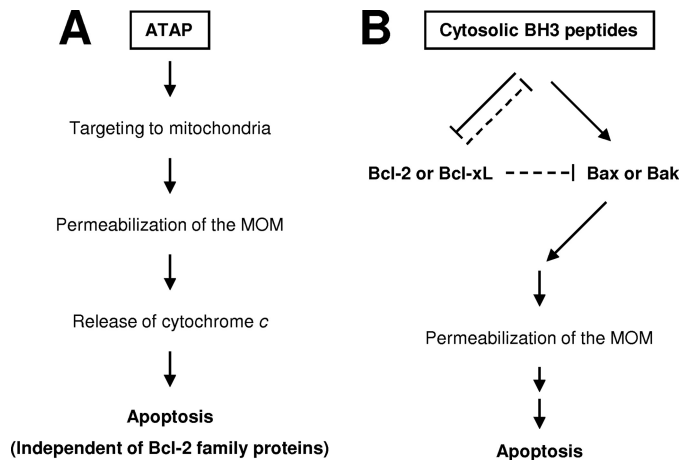 A
ATAP
Targeting to mitochondria
Permeabilization of the MOM
Release of cytochrome c
Apoptosis
(Independent of Bcl-2 family proteins)
B
Cytosolic BH3 peptides
Bcl-2 or Bcl-xL
Bax or Bak
Permeabilization of the MOM
Apoptosis